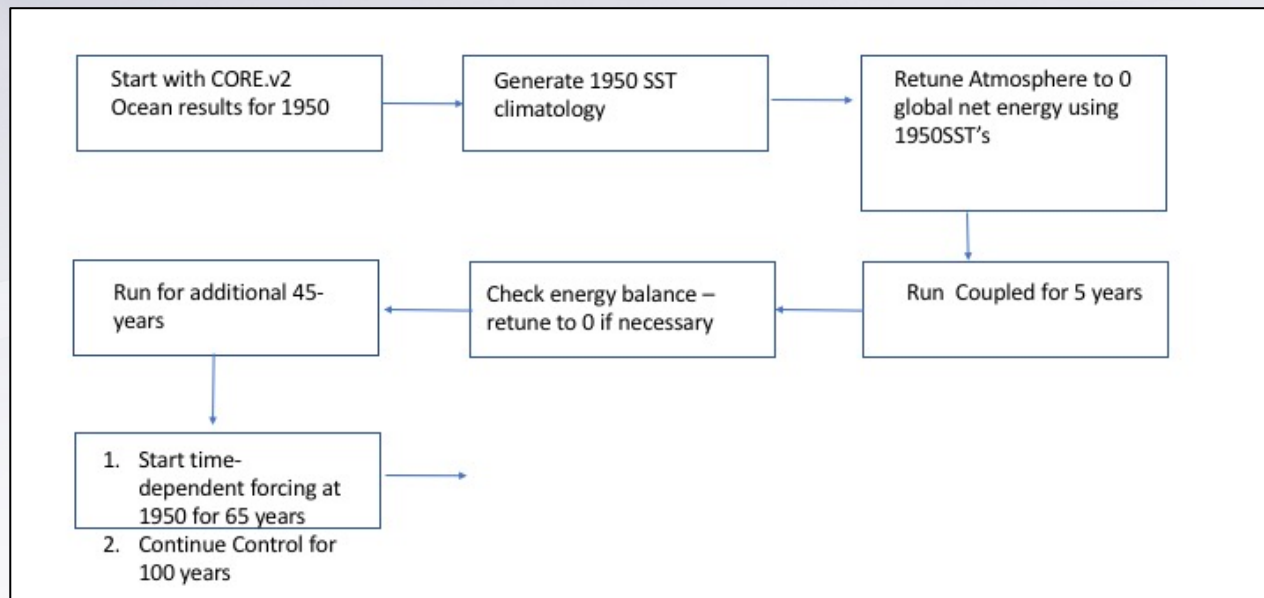 Start with CORE.v2
Ocean results for 1950
Generate 1950 SST
climatology
Retune Atmosphere to 0
global net energy using
1950SST’s
Run for additional 45-
years
Check energy balance –
retune to 0 if necessary
Run  Coupled for 5 years
1. Start time-
dependent forcing at
1950 for 65 years
2. Continue Control for
100 years